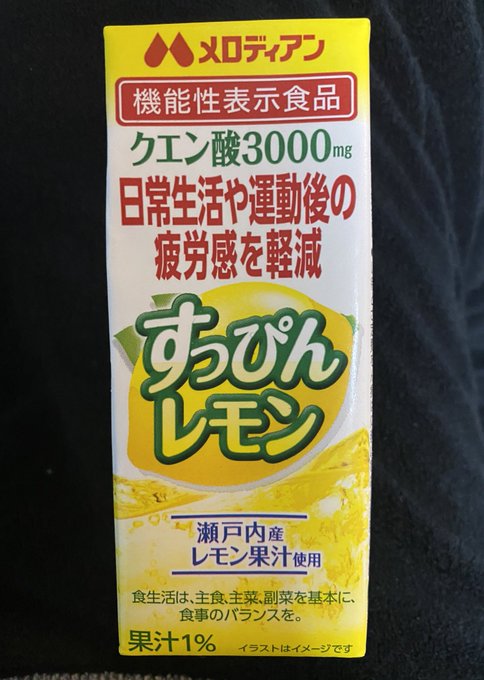 メロディアン
機能性表示食品
クエン酸3000mg
日常生活や運動後の
疲労感を軽減
すっぴん
レモン
瀬戸内産
レモン果汁使用
食生活は、主食、主菜、副菜を基本に、
食事のバランスを。
果汁1% イラストはイメージです